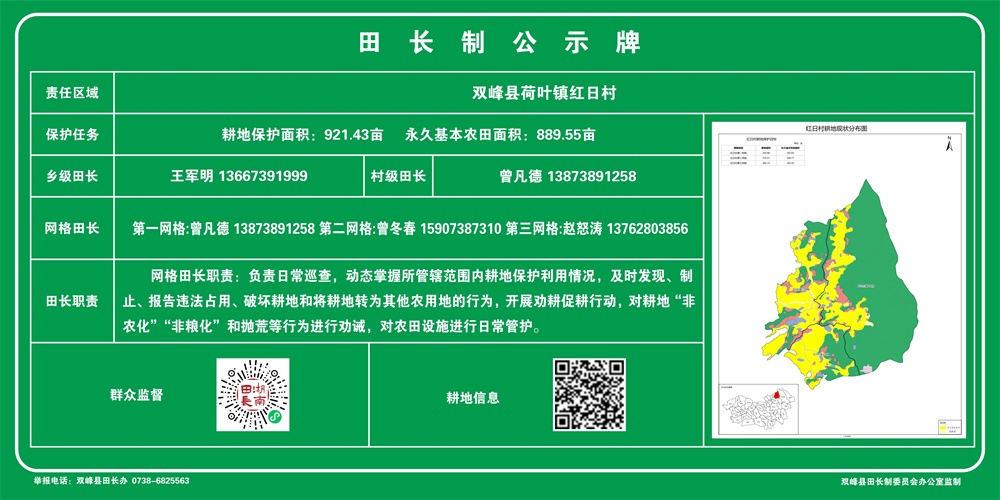 田长制公示牌
责任区域
双峰县荷叶镇红日村
保护任务
耕地保护面积：921.43亩 永久基本农田面积：889.55亩
乡级田长
王军明 13667391999
村级田长
曾凡德 13873891258
网格田长
第一网格:曾凡德 13873891258 第二网格:曾冬春 15907387310 第三网格:赵怒涛 13762803856
田长职责
网格田长职责：负责日常巡查，动态掌握所管辖范围内耕地保护利用情况，及时发现、制
止、报告违法占用、破坏耕地和将耕地转为其他农用地的行为，开展劝耕促耕行动，对耕地“非
农化”“非粮化”和抛荒等行为进行劝诫，对农田设施进行日常管护。
群众监督
田长
湖南
耕地信息
红日村耕地现状分布图
N
举报电话：双峰县田长办 0738-6825563
双峰县田长制委员会办公室监制